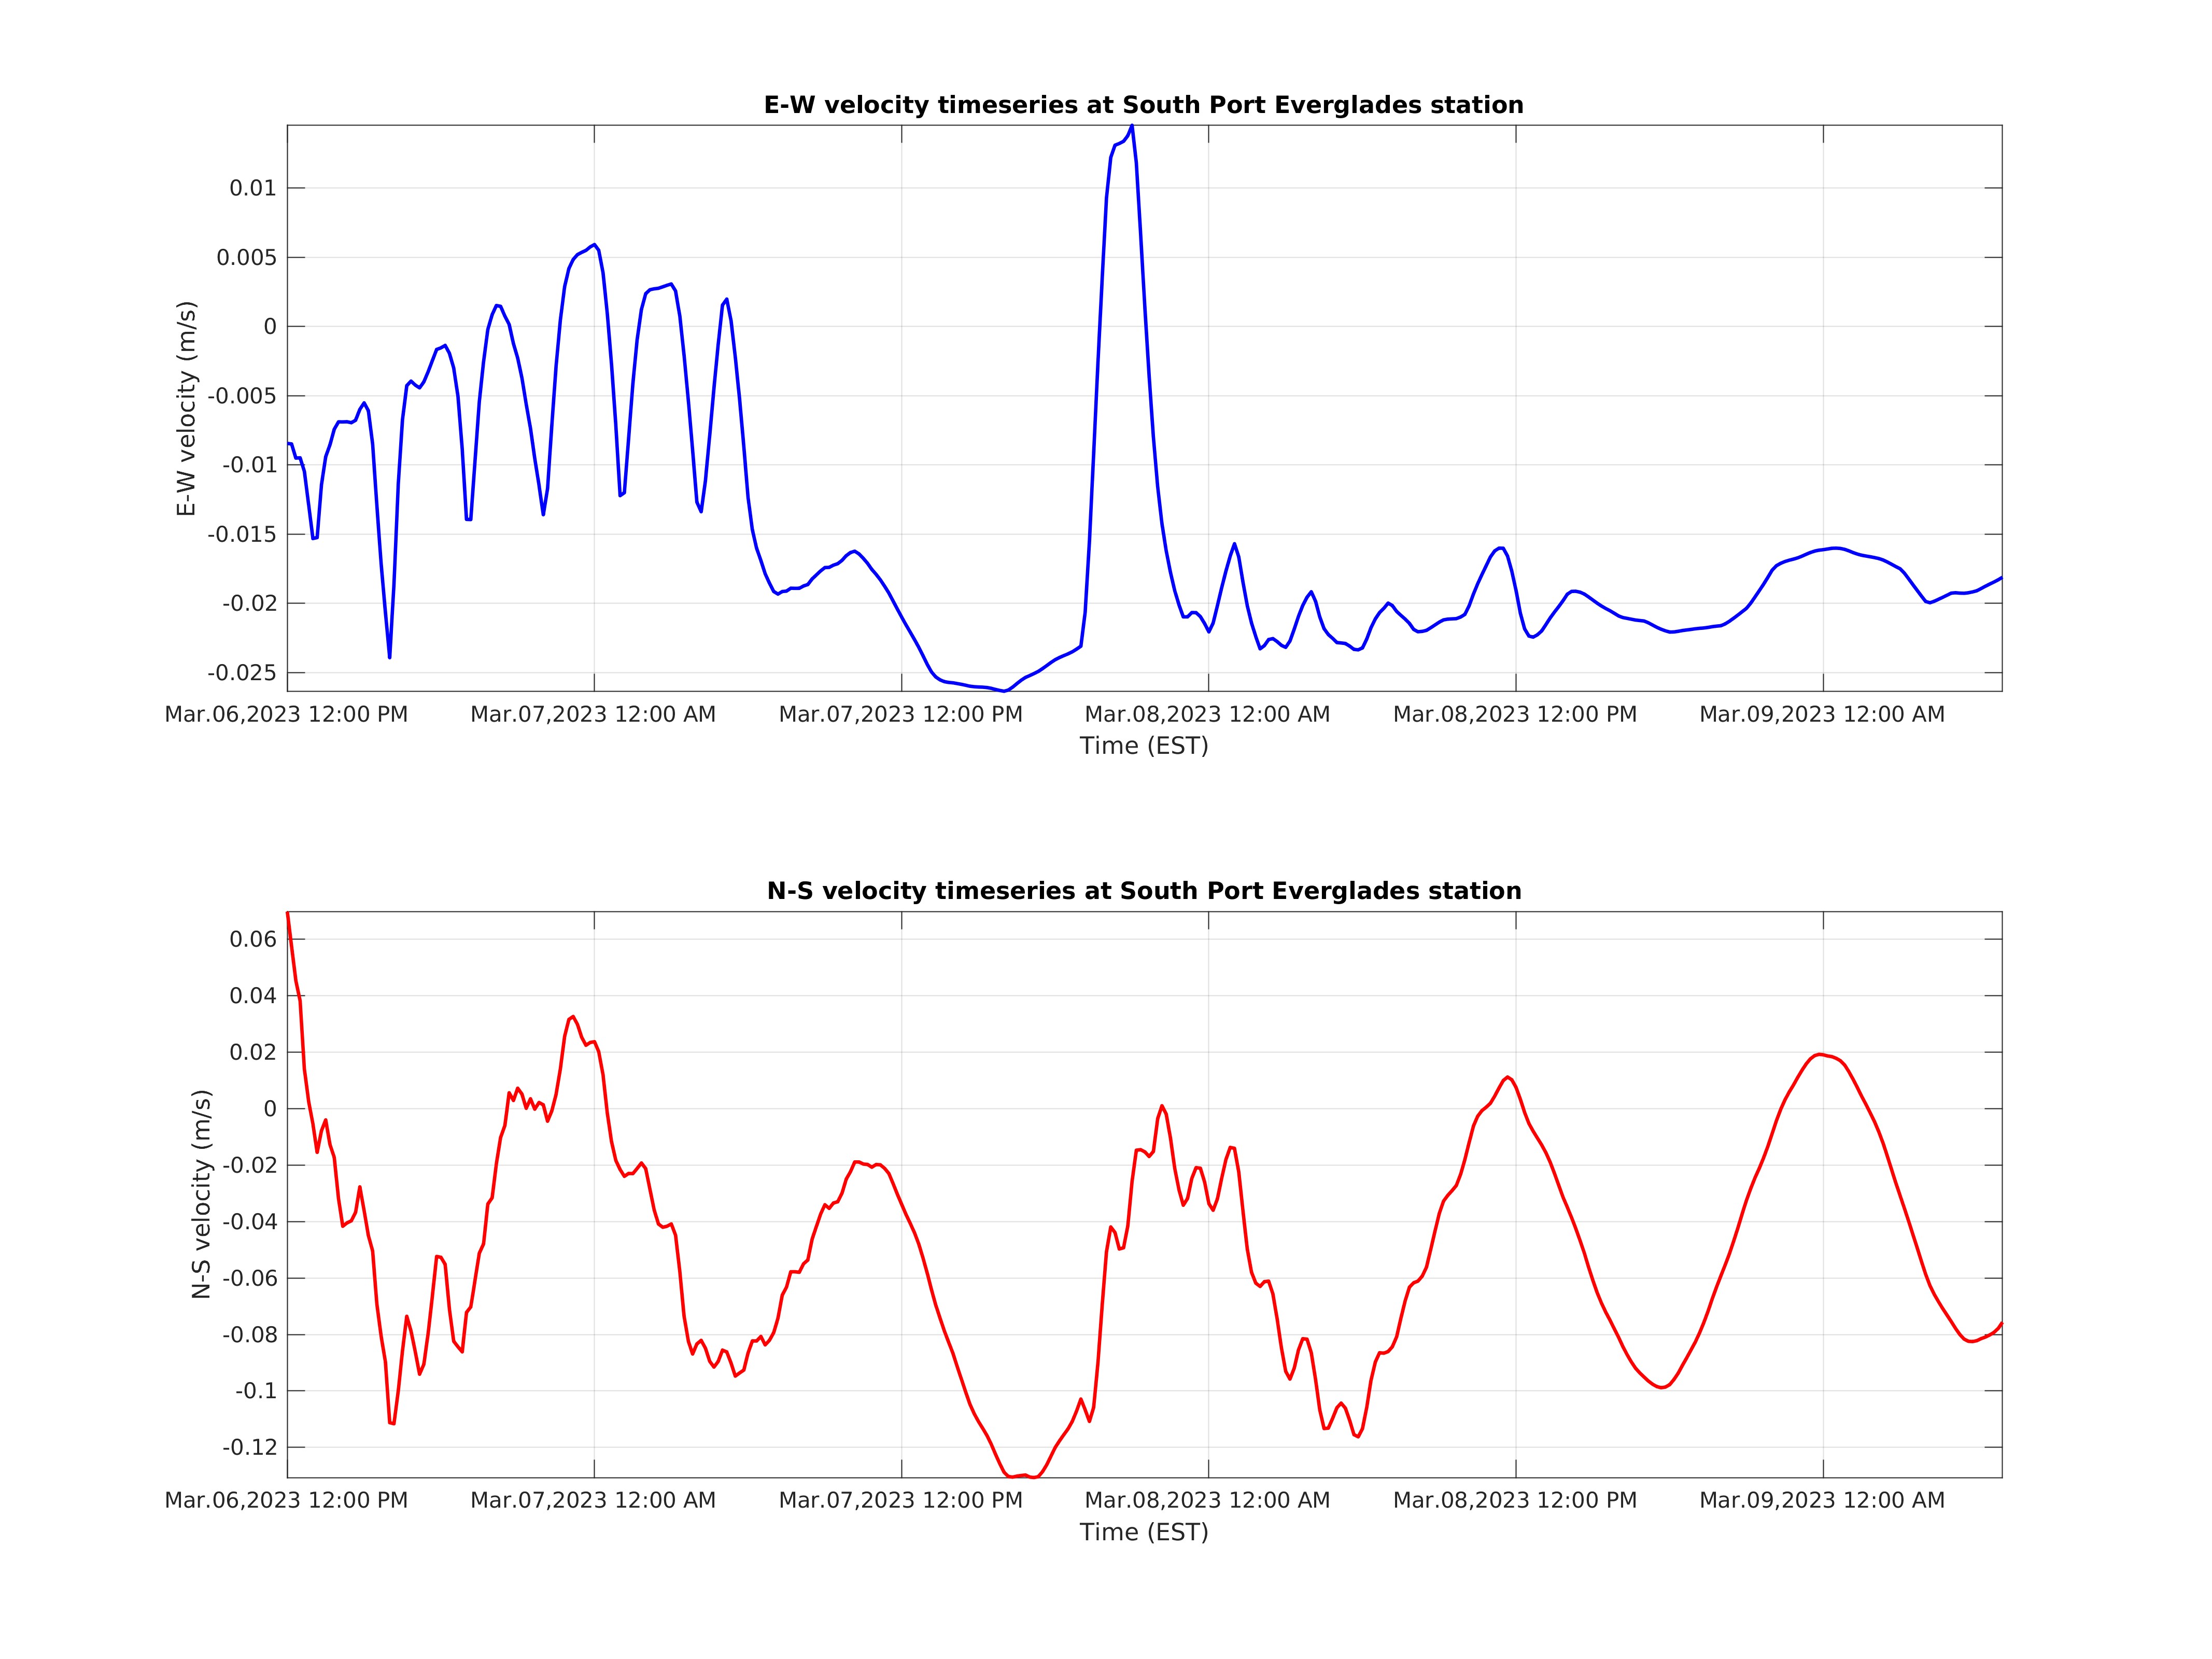 E-W velocity timeseries at South Port Everglades station
0.01
0.005
0
-0.005
-0.01
-0.015
-0.02
-0.025
E-W velocity (m/s)
Mar.06,2023 12:00 PM Mar.07,2023 12:00 AM Mar.07,2023 12:00 PM Mar.08,2023 12:00 AM Mar.08,2023 12:00 PM Mar.09,2023 12:00 AM
Time (EST)
N-S velocity timeseries at South Port Everglades station
0.06
0.04
0.02
0
-0.02
-0.04
-0.06
-0.08
-0.1
-0.12
N-S velocity (m/s)
Mar.06,2023 12:00 PM Mar.07,2023 12:00 AM Mar.07,2023 12:00 PM Mar.08,2023 12:00 AM Mar.08,2023 12:00 PM Mar.09,2023 12:00 AM
Time (EST)